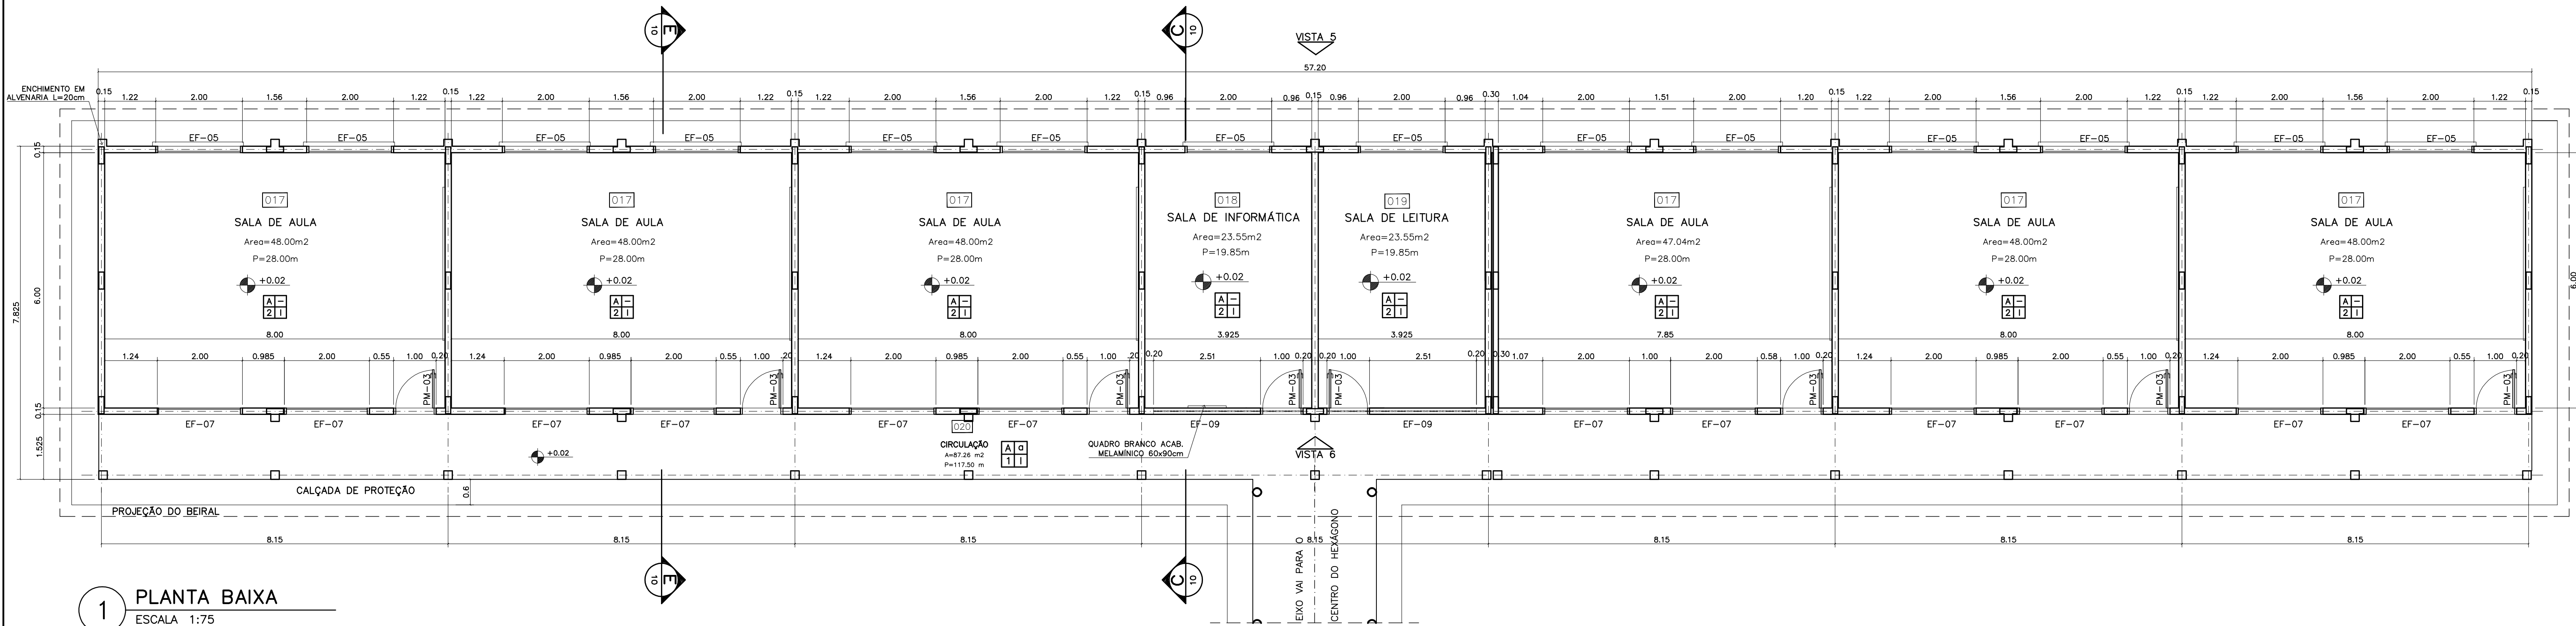 E
10
C
10
VISTA 5
57.20
ENCHIMENTO EM
ALVENARIA L=20cm
0.15 1.22 2.00 1.56 2.00 1.22 0.15 1.22 2.00 1.56 2.00 1.22 0.15 1.22 2.00 1.56 2.00 1.22 0.15 0.96 2.00 0.96 0.15 0.96 2.00 0.96 0.30 1.04 2.00 1.51 2.00 1.20 0.15 1.22 2.00 1.56 2.00 1.22 0.15 1.22 2.00 1.56 2.00 1.22 0.15
EF-05 EF-05 EF-05 EF-05 EF-05 EF-05 EF-05 EF-05 EF-05 EF-05 EF-05 EF-05 EF-05 EF-05
0.15
6.00
0.15
1.525
7.825
6.00
017
SALA DE AULA
Area=48.00m2
P=28.00m
+0.02
A –
2 1
8.00
017
SALA DE AULA
Area=48.00m2
P=28.00m
+0.02
A –
2 1
8.00
017
SALA DE AULA
Area=48.00m2
P=28.00m
+0.02
A –
2 1
8.00
018
SALA DE INFORMÁTICA
Area=23.55m2
P=19.85m
+0.02
A –
2 1
3.925
019
SALA DE LEITURA
Area=23.55m2
P=19.85m
+0.02
A –
2 1
3.925
017
SALA DE AULA
Area=47.04m2
P=28.00m
+0.02
A –
2 1
7.85
017
SALA DE AULA
Area=48.00m2
P=28.00m
+0.02
A –
2 1
8.00
017
SALA DE AULA
Area=48.00m2
P=28.00m
+0.02
A –
2 1
8.00
1.24 2.00 0.985 2.00 0.55 1.00 0.20 1.24 2.00 0.985 2.00 0.55 1.00 .20 1.24 2.00 0.985 2.00 0.55 1.00 .20 0.20 2.51 1.00 0.20 0.20 1.00 2.51 0.20 0.30 1.07 2.00 1.00 2.00 0.58 1.00 0.20 1.24 2.00 0.985 2.00 0.55 1.00 0.20 1.24 2.00 0.985 2.00 0.55 1.00 0.20
PM-03 PM-03 PM-03 PM-03 PM-03 PM-03 PM-03 PM-03
EF-07 EF-07 EF-07 EF-07 EF-07 EF-07 EF-09 EF-09 EF-07 EF-07 EF-07 EF-07 EF-07 EF-07
020
CIRCULAÇÃO
A=87.26 m2
P=117.50 m
A a
1 1
+0.02
QUADRO BRANCO ACAB.
MELAMÍNICO 60x90cm
VISTA 6
CALÇADA DE PROTEÇÃO
0.6
PROJEÇÃO DO BEIRAL
8.15 8.15 8.15 8.15 8.15 8.15 8.15
EIXO VAI PARA O
CENTRO DO HEXÁGONO
E
10
C
10
1
PLANTA BAIXA
ESCALA 1:75